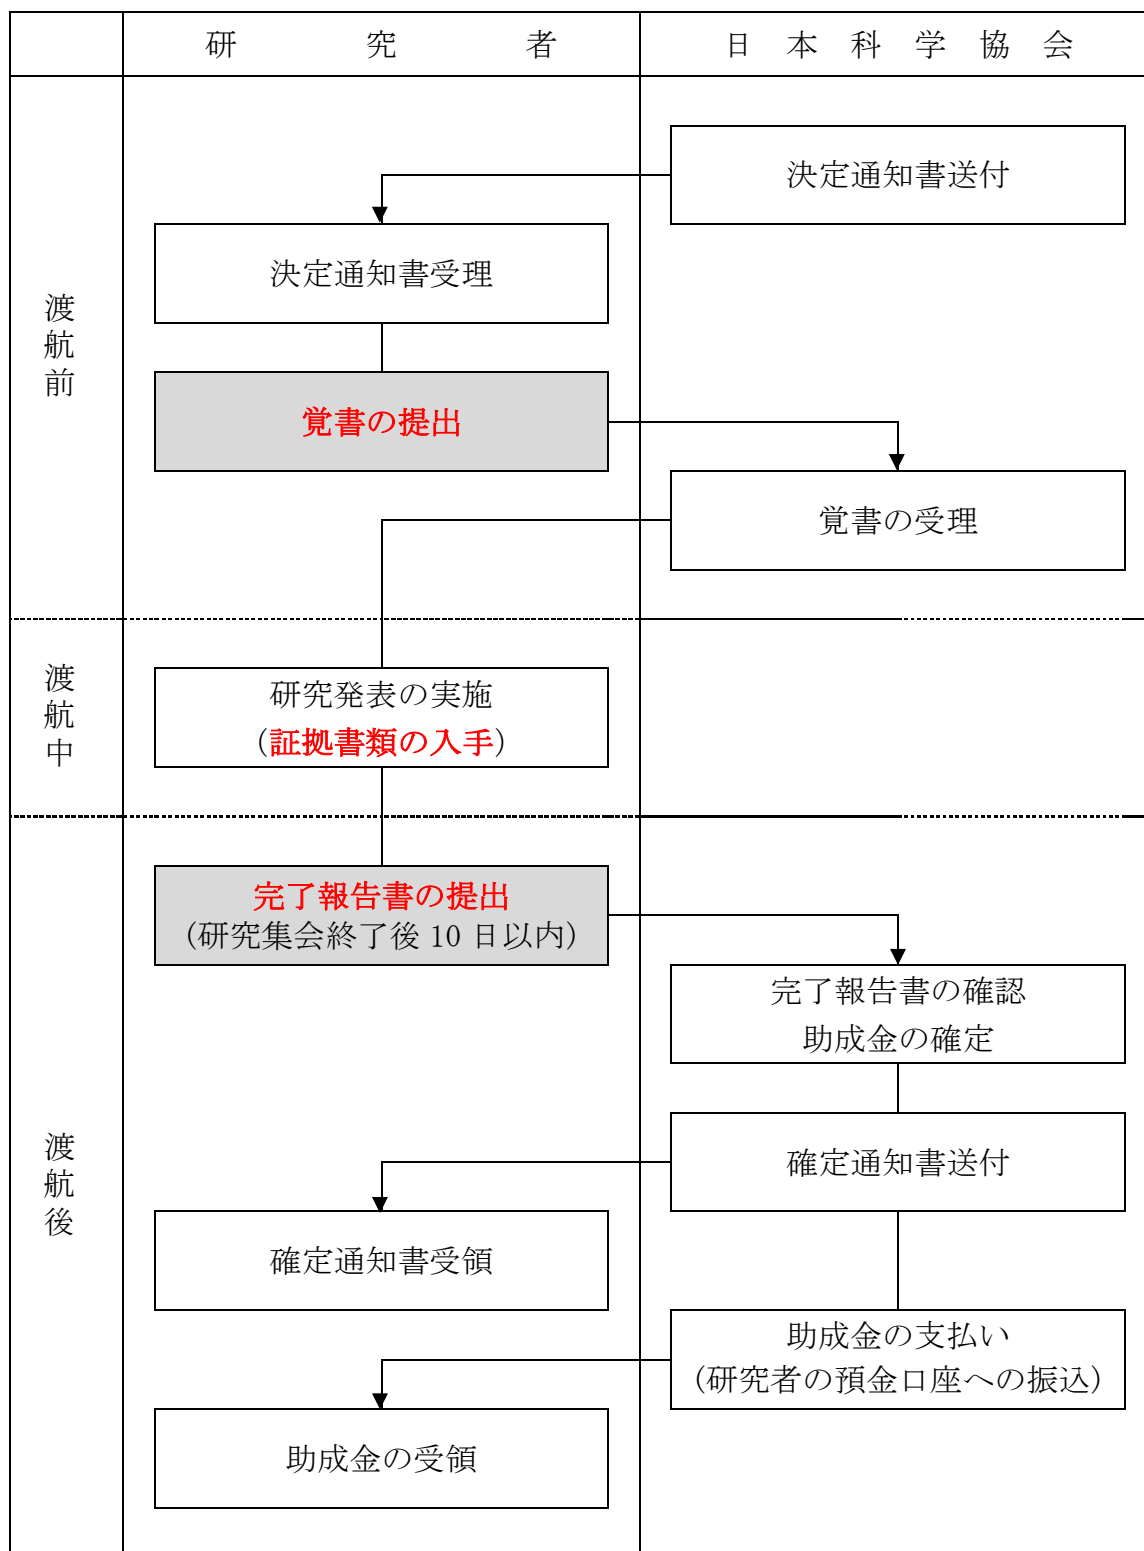 研究者
日本科学協会
渡航前
決定通知書送付
決定通知書受理
覚書の提出
覚書の受理
渡航中
研究発表の実施
(証拠書類の入手)
渡航後
完了報告書の提出
(研究集会終了後 10 日以内)
完了報告書の確認
助成金の確定
確定通知書送付
確定通知書受領
助成金の支払い
(研究者の預金口座への振込)
助成金の受領